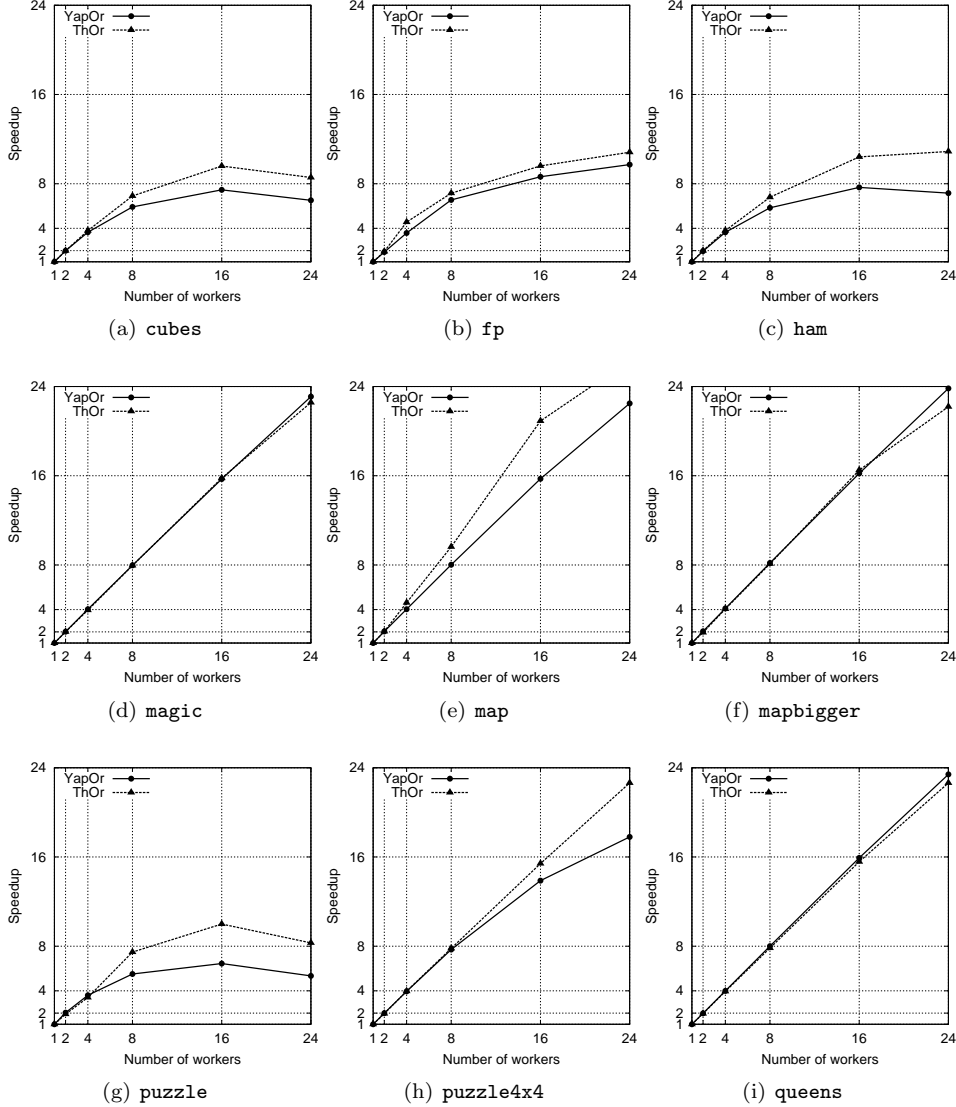 24
16
8
4
2
1
Speedup
YapOr
ThOr
1 2 4 8 16 24
Number of workers
(a) cubes
24
16
8
4
2
1
Speedup
YapOr
ThOr
1 2 4 8 16 24
Number of workers
(b) fp
24
16
8
4
2
1
Speedup
YapOr
ThOr
1 2 4 8 16 24
Number of workers
(c) ham
24
16
8
4
2
1
Speedup
YapOr
ThOr
1 2 4 8 16 24
Number of workers
(d) magic
24
16
8
4
2
1
Speedup
YapOr
ThOr
1 2 4 8 16 24
Number of workers
(e) map
24
16
8
4
2
1
Speedup
YapOr
ThOr
1 2 4 8 16 24
Number of workers
(f) mapbigger
24
16
8
4
2
1
Speedup
YapOr
ThOr
1 2 4 8 16 24
Number of workers
(g) puzzle
24
16
8
4
2
1
Speedup
YapOr
ThOr
1 2 4 8 16 24
Number of workers
(h) puzzle4x4
24
16
8
4
2
1
Speedup
YapOr
ThOr
1 2 4 8 16 24
Number of workers
(i) queens